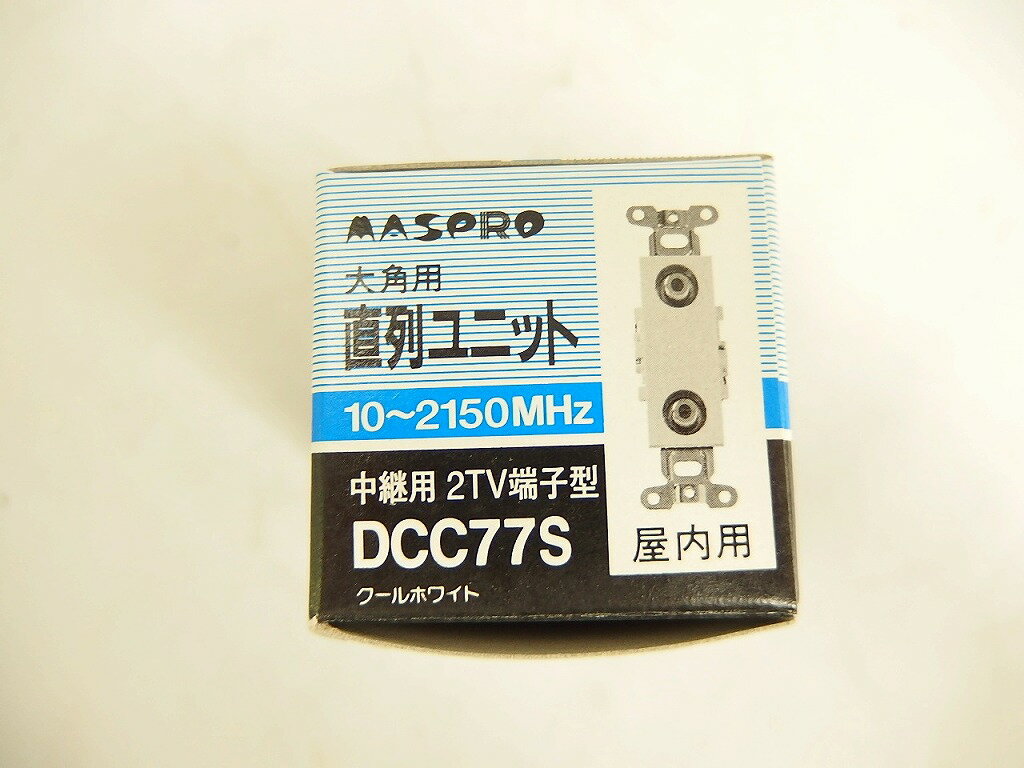 MASPRO
大角用
直列ユニット
10～2150MHz
中継用 2TV端子型
DCC77S
クールホワイト
屋内用